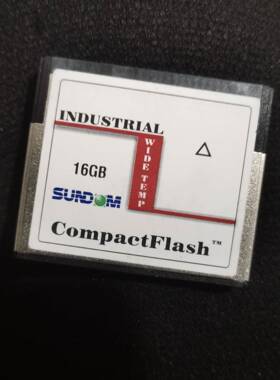 INDUSTRIAL
WIDE TEMP
16GB
SUNDOM
CompactFlash™